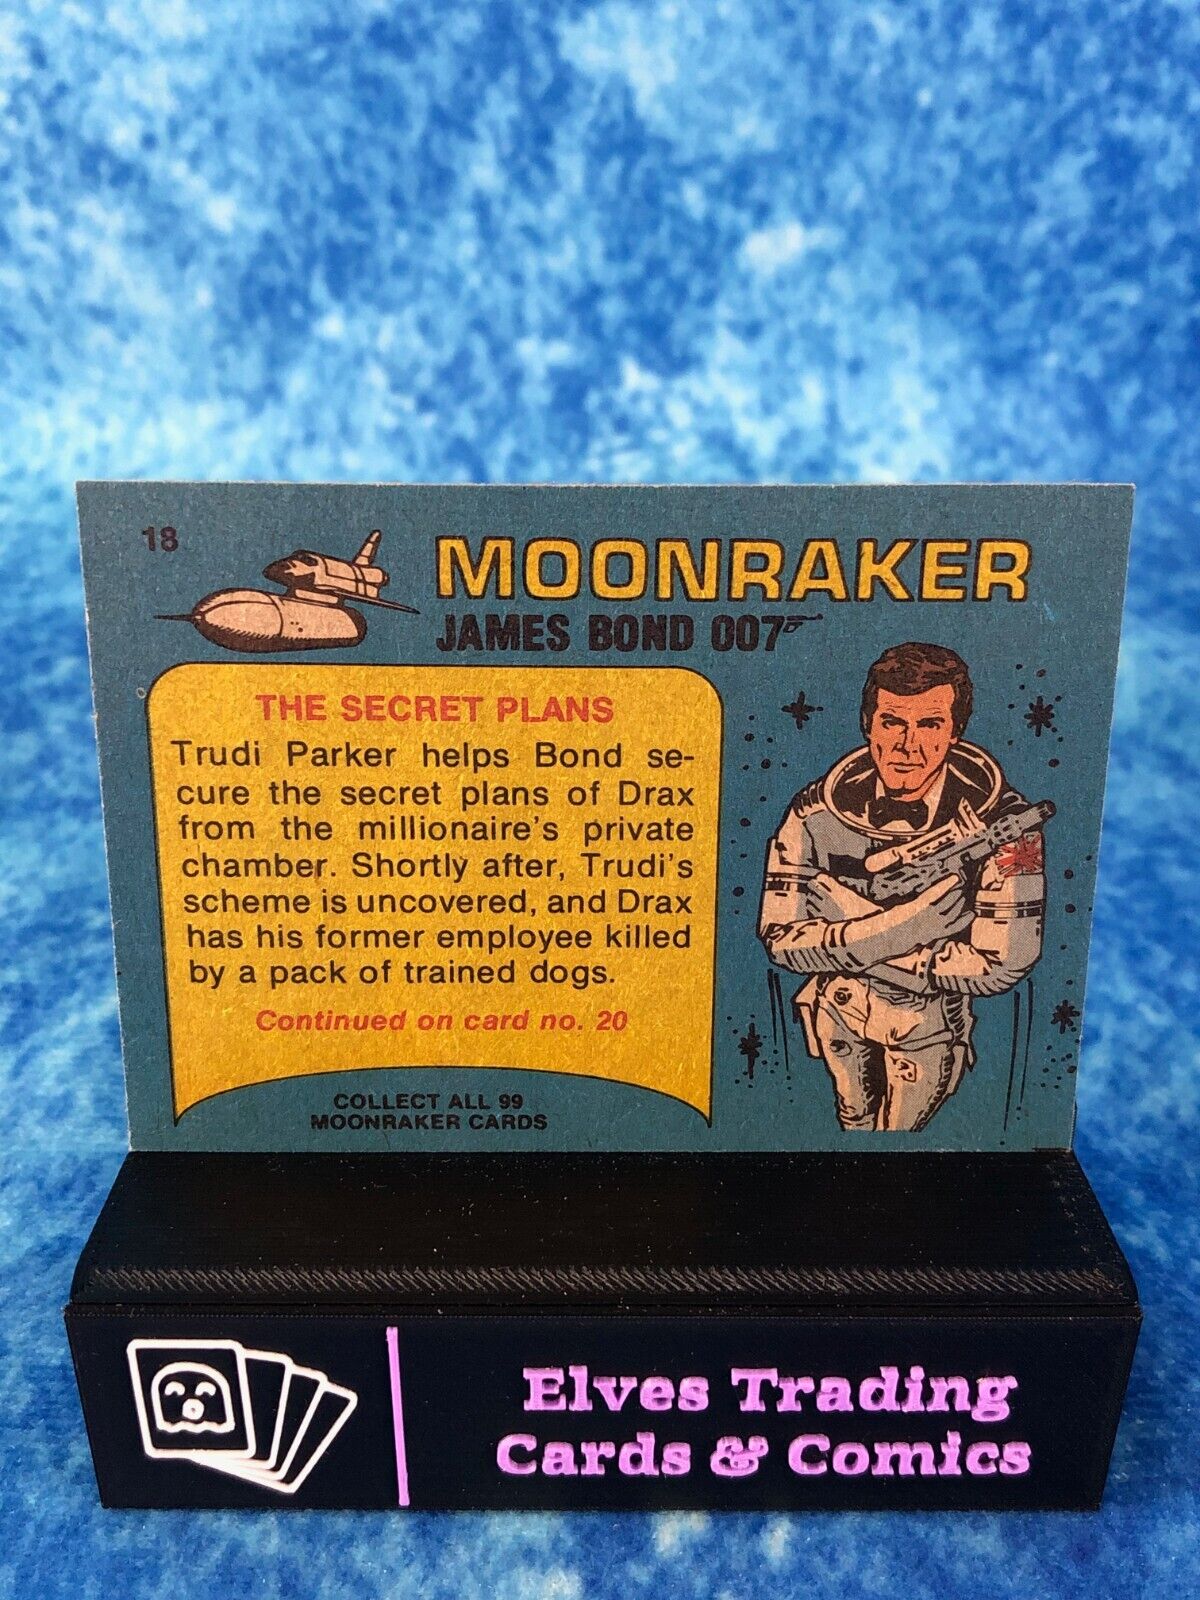 18
MOONRAKER
JAMES BOND 007
THE SECRET PLANS
Trudi Parker helps Bond se-
cure the secret plans of Drax
from the millionaire's private
chamber. Shortly after, Trudi's
scheme is uncovered, and Drax
has his former employee killed
by a pack of trained dogs.
Continued on card no. 20
COLLECT ALL 99
MOONRAKER CARDS
Elves Trading
Cards & Comics